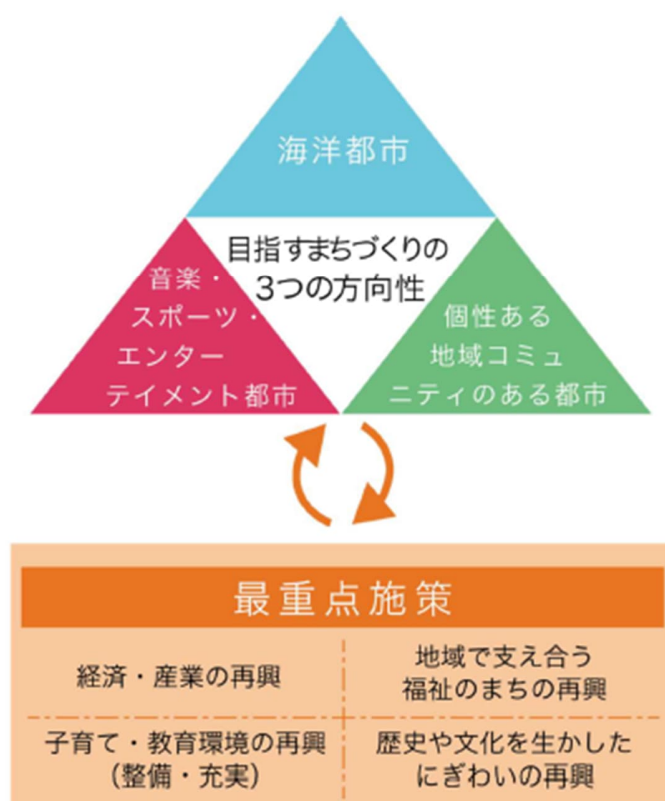 海洋都市
目指すまちづくりの
3つの方向性
音楽・
スポーツ・
エンター
テイメント都市
個性ある
地域コミュ
ニティのある都市
最重点施策
経済・産業の再興
地域で支え合う
福祉のまちの再興
子育て・教育環境の再興
(整備・充実)
歴史や文化を生かした
にぎわいの再興